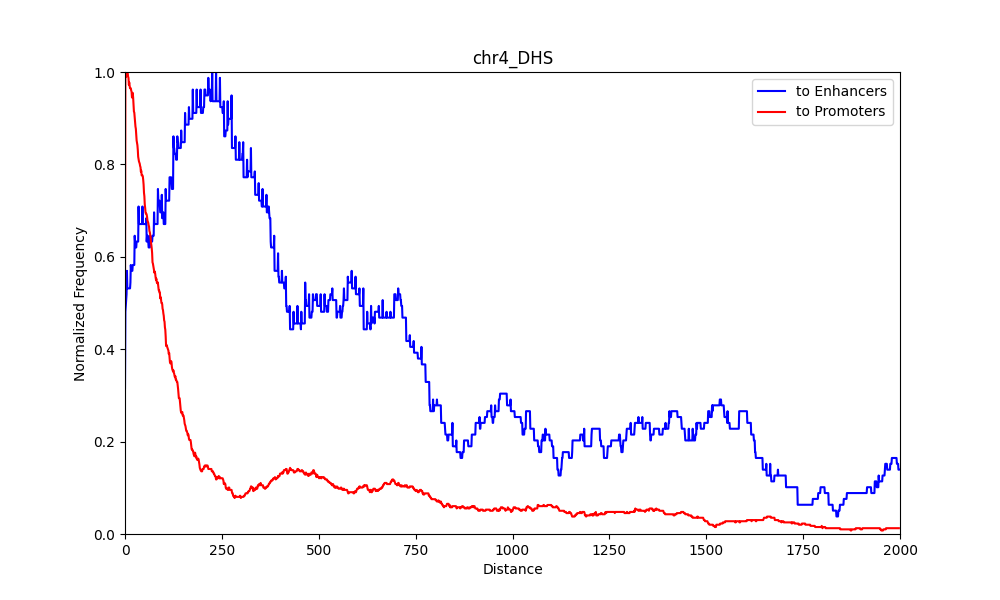 chr4_DHS
to Enhancers
to Promoters
Normalized Frequency
1.0
0.8
0.6
0.4
0.2
0.0
0 250 500 750 1000 1250 1500 1750 2000
Distance